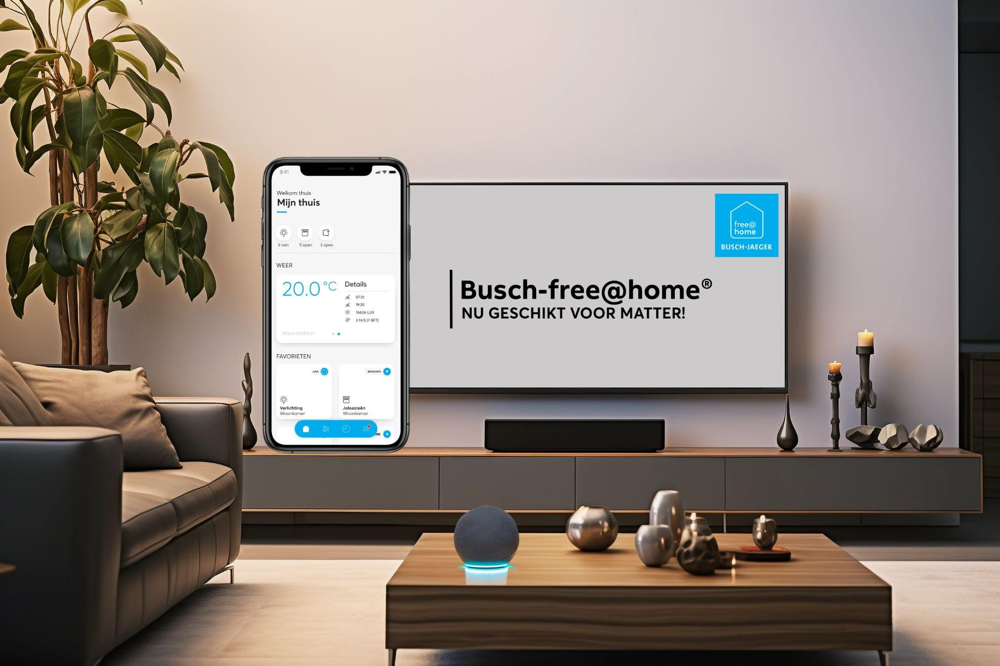 9:41
Welkom thuis
Mijn thuis
6 aan
5 open
2 open
WEER
20.0 °C
Details
07:21
19:20
76636 LUX
3 M/S (7 BFT)
Weerstation
FAVORIETEN
AAN
Verlichting
Woonkamer
BENEDEN
Jaloezieën
Woonkamer
free@
home
BUSCH-JAEGER
Busch-free@home®
NU GESCHIKT VOOR MATTER!